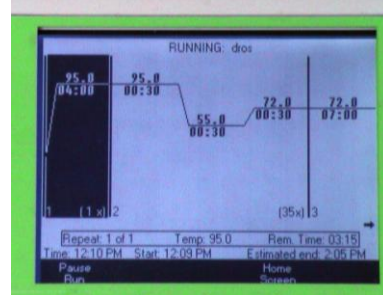 RUNNING: dros
95.0 95.0 72.0 72.0
04:00 00:30 00:30 07:00
55.0
00:30
1 (1 x) 2 (35x) 3
Repeat: 1 of 1 Temp: 95.0 Rem. Time: 03:15
Time: 12:10 PM Start: 12:09 PM Estimated end: 2:05 PM
Pause Home
Run Screen